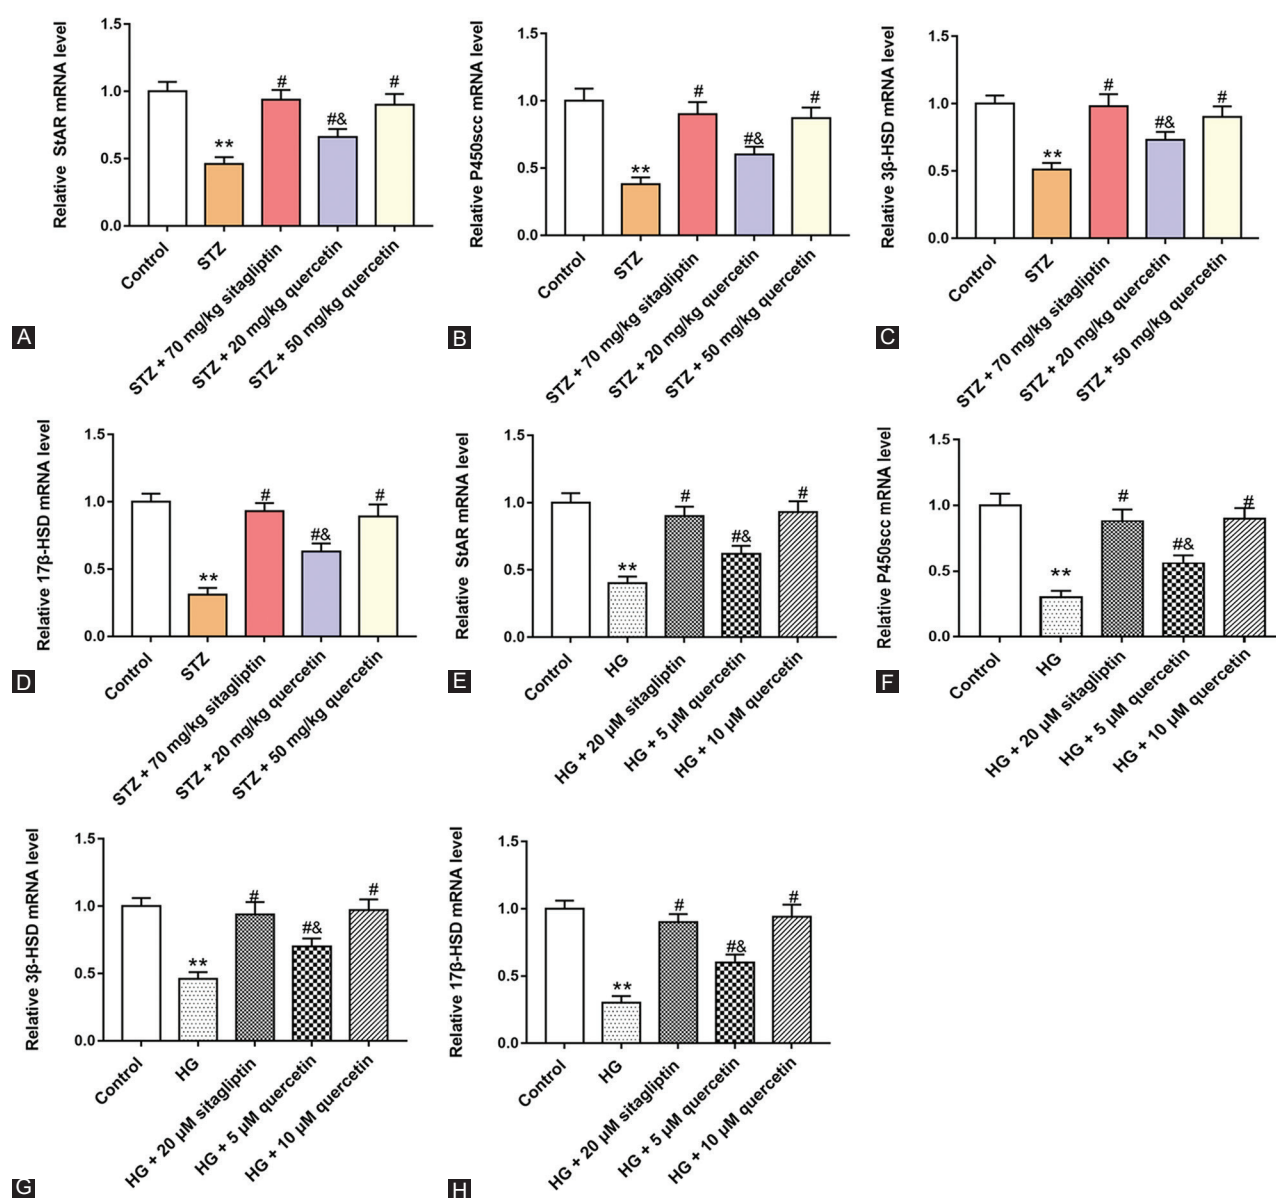 Relative StAR mRNA level
1.5
1.0
0.5
0.0
**
#
#&
#
Control
STZ
STZ + 70 mg/kg sitagliptin
STZ + 20 mg/kg quercetin
STZ + 50 mg/kg quercetin
A
Relative P450scc mRNA level
1.5
1.0
0.5
0.0
**
#
#&
#
Control
STZ
STZ + 70 mg/kg sitagliptin
STZ + 20 mg/kg quercetin
STZ + 50 mg/kg quercetin
B
Relative 3β-HSD mRNA level
1.5
1.0
0.5
0.0
**
#
#&
#
Control
STZ
STZ + 70 mg/kg sitagliptin
STZ + 20 mg/kg quercetin
STZ + 50 mg/kg quercetin
C
Relative 17β-HSD mRNA level
1.5
1.0
0.5
0.0
**
#
#&
#
Control
STZ
STZ + 70 mg/kg sitagliptin
STZ + 20 mg/kg quercetin
STZ + 50 mg/kg quercetin
D
Relative StAR mRNA level
1.5
1.0
0.5
0.0
**
#
#&
#
Control
HG
HG + 20 µM sitagliptin
HG + 5 µM quercetin
HG + 10 µM quercetin
E
Relative P450scc mRNA level
1.5
1.0
0.5
0.0
**
#
#&
#
Control
HG
HG + 20 µM sitagliptin
HG + 5 µM quercetin
HG + 10 µM quercetin
F
Relative 3β-HSD mRNA level
1.5
1.0
0.5
0.0
**
#
#&
#
Control
HG
HG + 20 µM sitagliptin
HG + 5 µM quercetin
HG + 10 µM quercetin
G
Relative 17β-HSD mRNA level
1.5
1.0
0.5
0.0
**
#
#&
#
Control
HG
HG + 20 µM sitagliptin
HG + 5 µM quercetin
HG + 10 µM quercetin
H